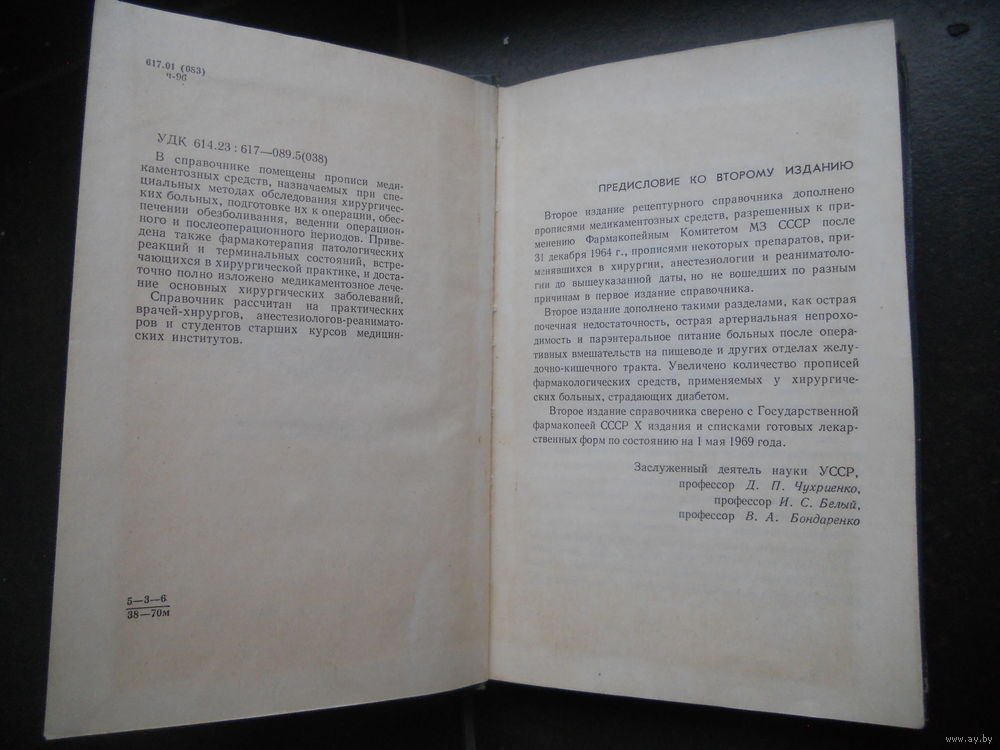 617.01 (083)
ч-96
УДК 614.23 : 617—089.5(038)
В справочнике помещены прописи меди-
каментозных средств, назначаемых при спе-
циальных методах обследования хирургичес-
ких больных, подготовке их к операции, обес-
печении обезболивания, ведении операцион-
ного и послеоперационного периодов. Приве-
дена также фармакотерапия патологических
реакций и терминальных состояний, встре-
чающихся в хирургической практике, и доста-
точно полно изложено медикаментозное лече-
ние основных хирургических заболеваний.
Справочник рассчитан на практических
врачей-хирургов, анестезиологов-реанимато-
ров и студентов старших курсов медицин-
ских институтов.
5—3—6
38—70м
ПРЕДИСЛОВИЕ КО ВТОРОМУ ИЗДАНИЮ
Второе издание рецептурного справочника дополнено
прописями медикаментозных средств, разрешенных к при-
менению Фармакопейным Комитетом МЗ СССР после
31 декабря 1964 г., прописями некоторых препаратов, при-
менявшихся в хирургии, анестезиологии и реаниматоло-
гии до вышеуказанной даты, но не вошедших по разным
причинам в первое издание справочника.
Второе издание дополнено такими разделами, как острая
почечная недостаточность, острая артериальная непрохо-
димость и парэнтеральное питание больных после опера-
тивных вмешательств на пищеводе и других отделах желу-
дочно-кишечного тракта. Увеличено количество прописей
фармакологических средств, применяемых у хирургиче-
ских больных, страдающих диабетом.
Второе издание справочника сверено с Государственной
фармакопеей СССР X издания и списками готовых лекар-
ственных форм по состоянию на 1 мая 1969 года.
Заслуженный деятель науки УССР,
профессор Д. П. Чухриенко,
профессор И. С. Белый,
профессор В. А. Бондаренко
www.ay.by